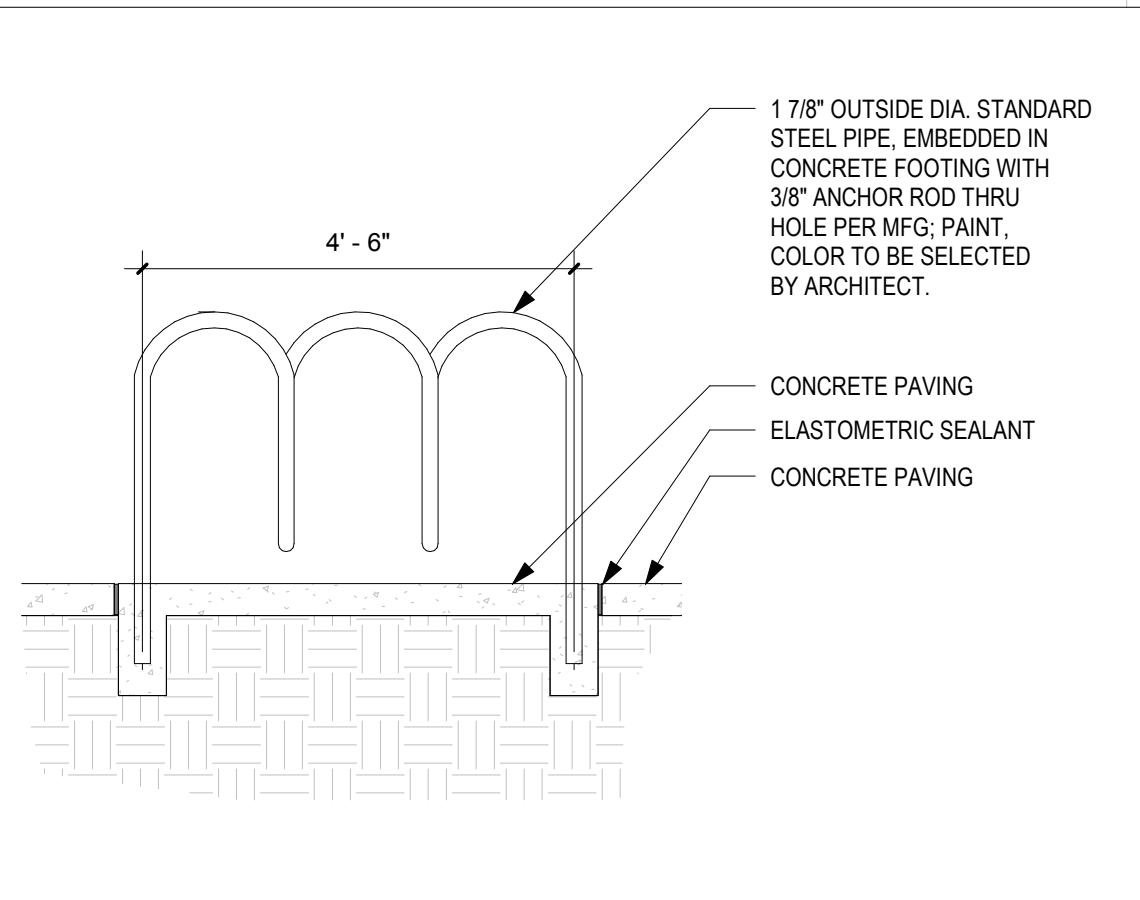 1 7/8" OUTSIDE DIA. STANDARD
STEEL PIPE, EMBEDDED IN
CONCRETE FOOTING WITH
3/8" ANCHOR ROD THRU
HOLE PER MFG; PAINT,
COLOR TO BE SELECTED
BY ARCHITECT.
4' - 6"
CONCRETE PAVING
ELASTOMETRIC SEALANT
CONCRETE PAVING